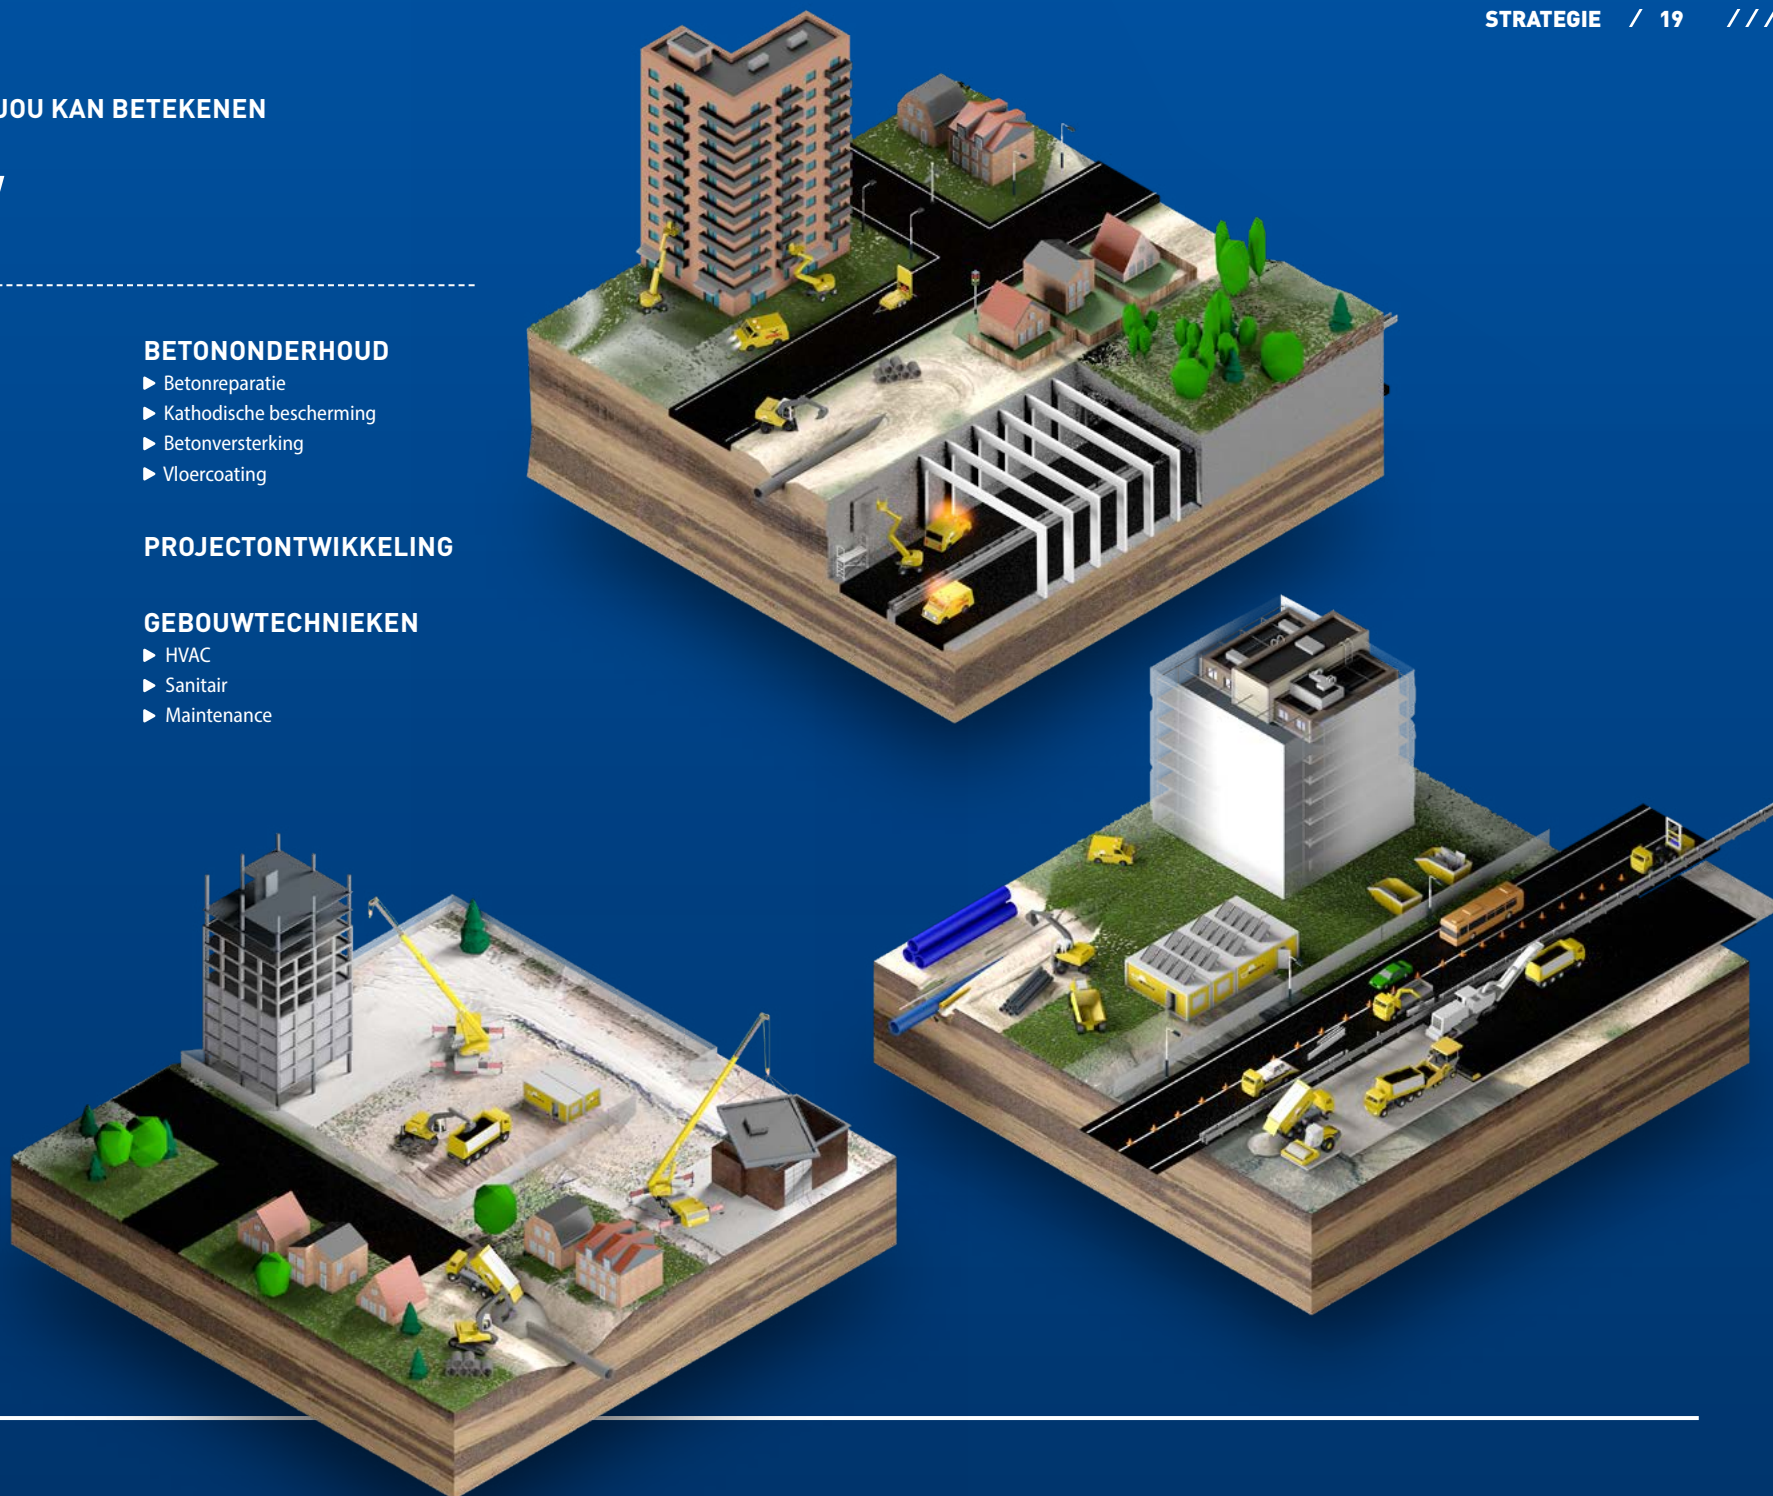 STRATEGIE / 19 ///
JOU KAN BETEKENEN
BETONONDERHOUD
▶ Betonreparatie
▶ Kathodische bescherming
▶ Betonversterking
▶ Vloercoating
PROJECTONTWIKKELING
GEBOUWTECHNIEKEN
▶ HVAC
▶ Sanitair
▶ Maintenance